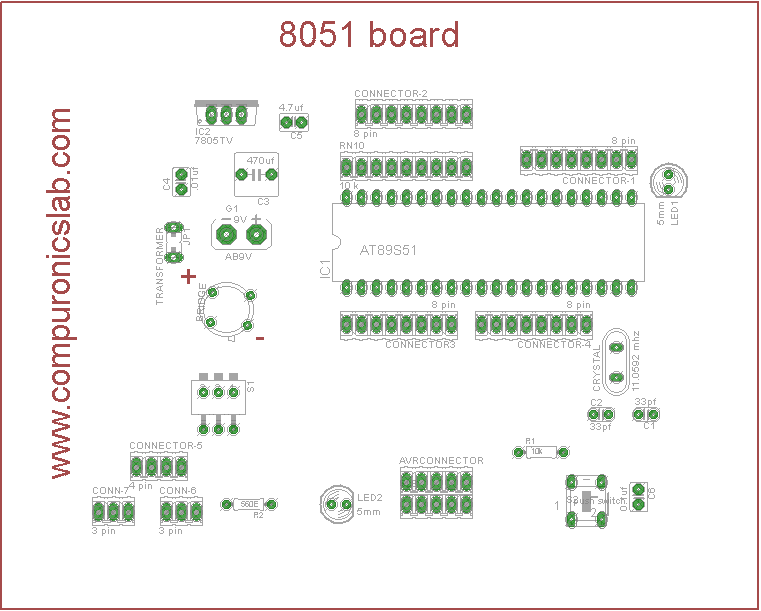 8051 board
www.compuronicslab.com
CONNECTOR-2
8 pin
4.7uf
C5
IC2
7805TV
RN10
10 k
8 pin
CONNECTOR-1
470uf
C3
C4
.01uf
5mm
LED1
G1
- 9V +
AB9V
TRANSFORMER
JP1
+
BRIDGE
-
IC1
AT89S51
8 pin
CONNECTOR3
8 pin
CONNECTOR-4
CRYSTAL
11.0592 mhz
S1
C2
33pf
33pf
C1
R1
10k
CONNECTOR-5
4 pin
AVRCONNECTOR
CONN-7
3 pin
CONN-6
3 pin
560E
R2
LED2
5mm
1
push switch
2
C6